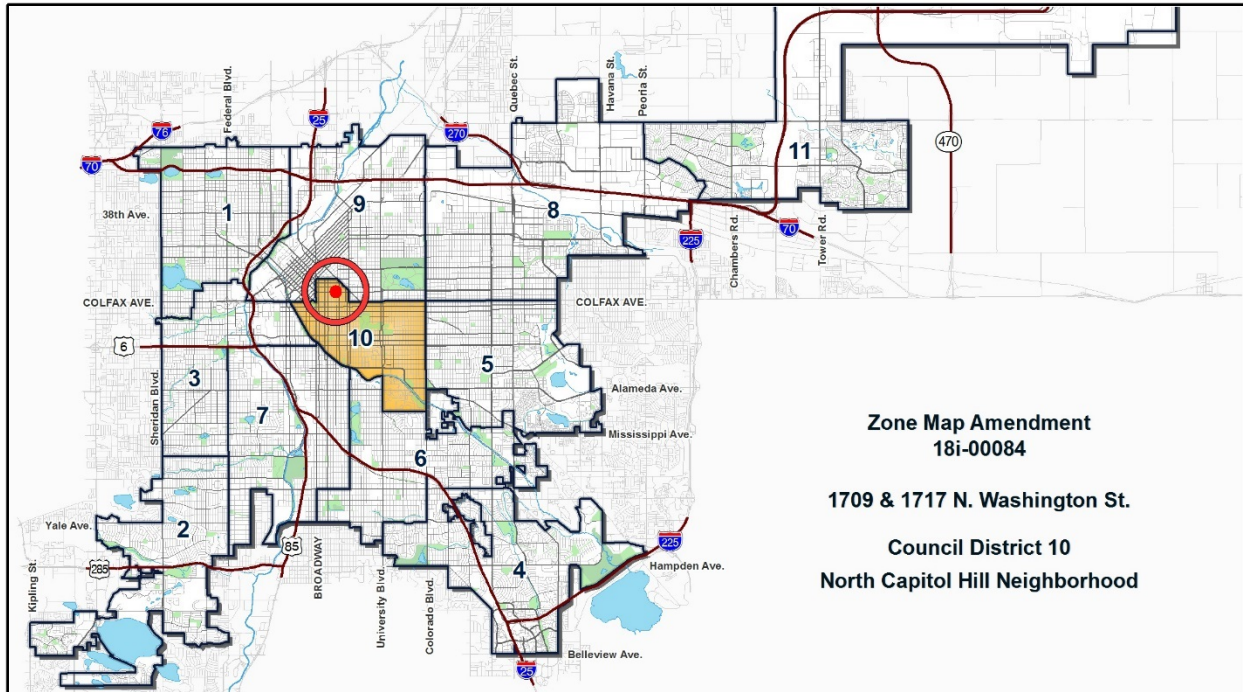 Federal Blvd.
Quebec St.
Havana St.
Peoria St.
76
25
270
70
11
470
1
9
8
38th Ave.
225
Chambers Rd.
70
Tower Rd.
COLFAX AVE.
COLFAX AVE.
10
6
3
5
Sheridan Blvd.
Alameda Ave.
7
Mississippi Ave.
6
Zone Map Amendment
18i-00084
1709 & 1717 N. Washington St.
Council District 10
North Capitol Hill Neighborhood
Yale Ave.
2
85
285
BROADWAY
University Blvd.
Colorado Blvd.
4
225
Hampden Ave.
Kipling St.
Belleview Ave.
25